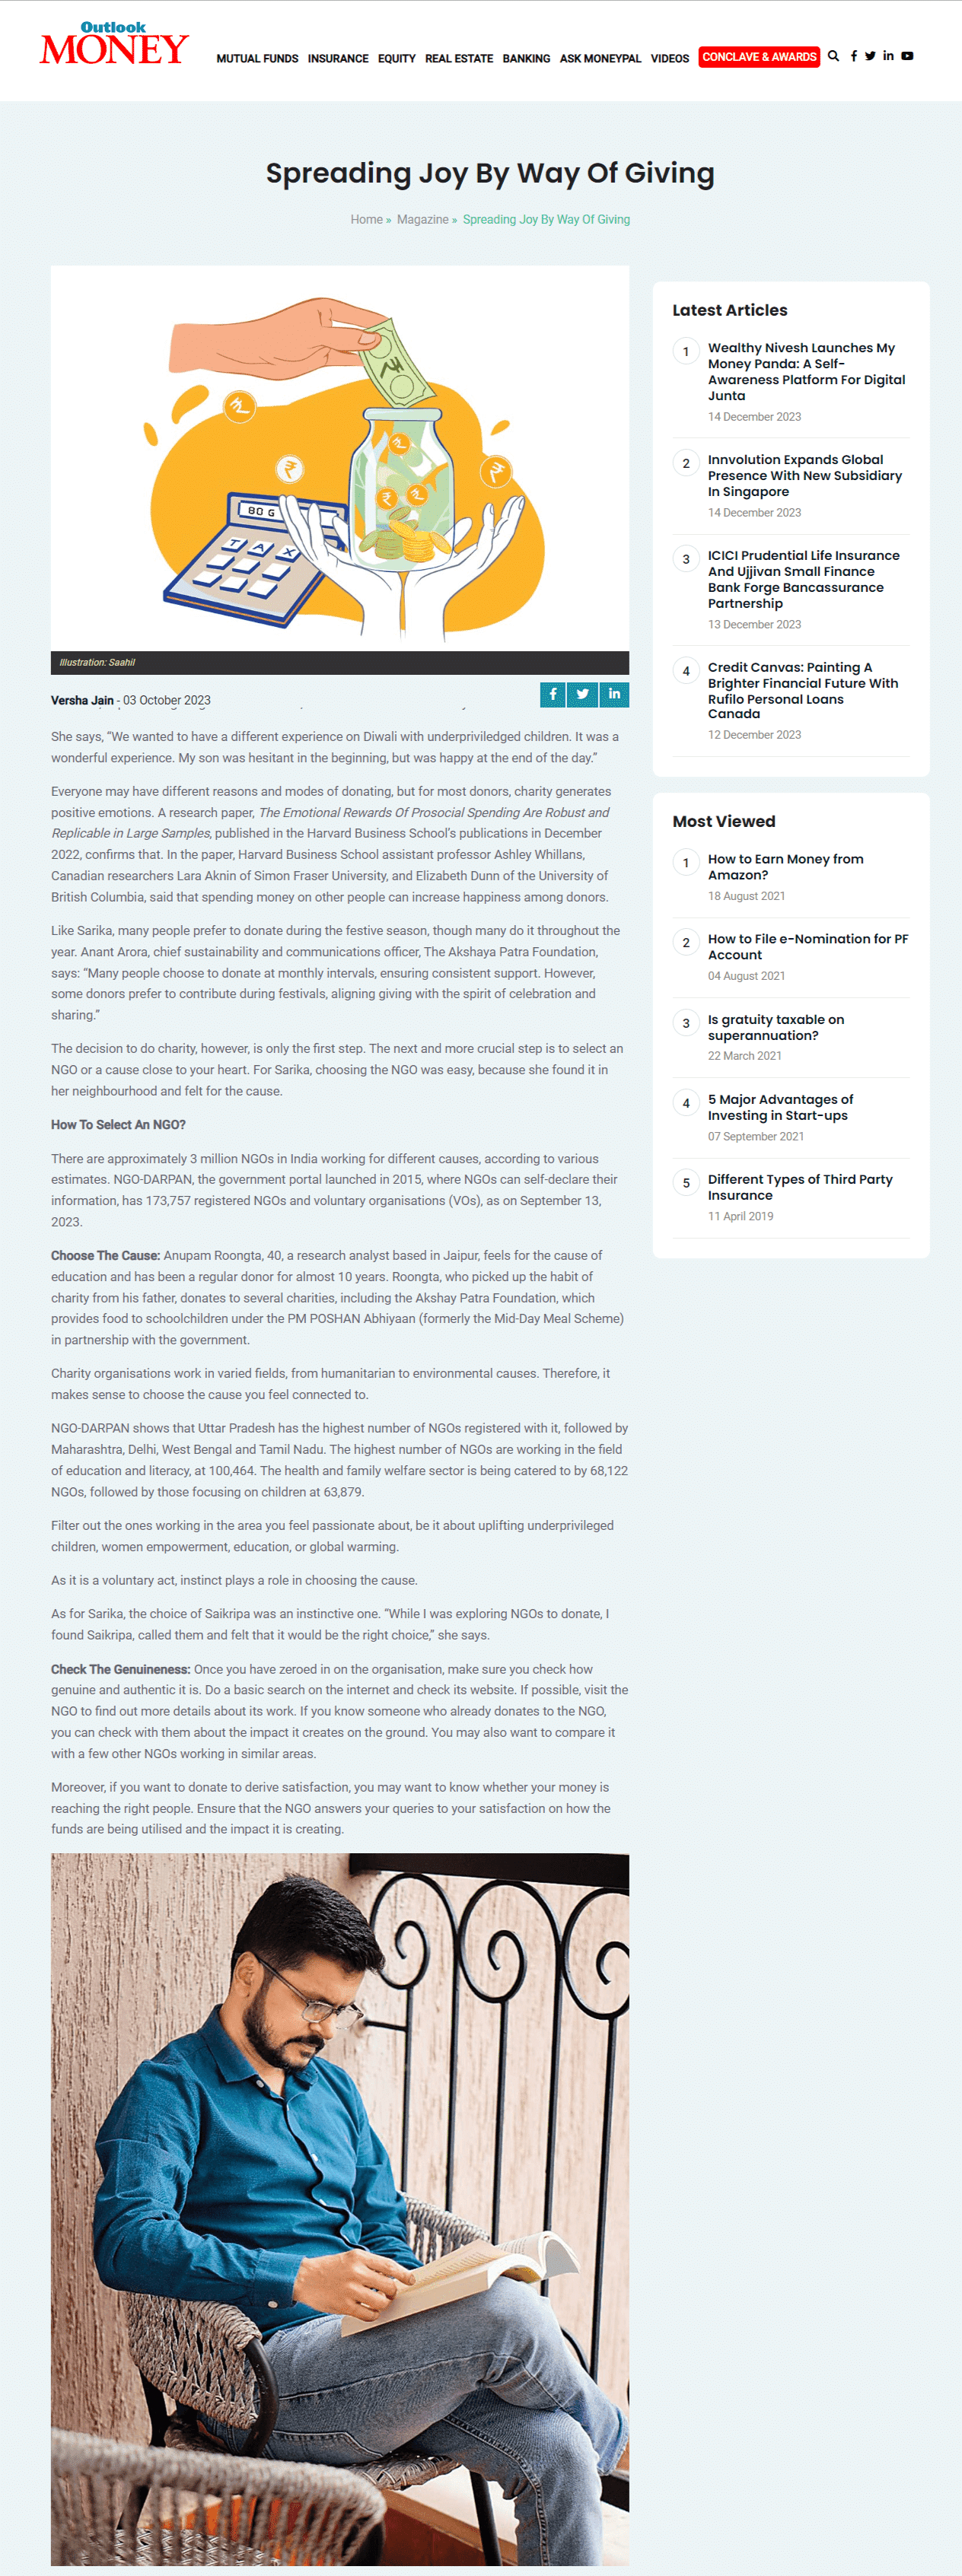 Outlook
MONEY
MUTUAL FUNDS INSURANCE EQUITY REAL ESTATE BANKING ASK MONEYPAL VIDEOS CONCLAVE & AWARDS
Spreading Joy By Way Of Giving
Home » Magazine » Spreading Joy By Way Of Giving
80 G
T A X
Illustration: Saahil
Versha Jain - 03 October 2023
She says, “We wanted to have a different experience on Diwali with underpriviledged children. It was a
wonderful experience. My son was hesitant in the beginning, but was happy at the end of the day.”
Everyone may have different reasons and modes of donating, but for most donors, charity generates
positive emotions. A research paper, The Emotional Rewards Of Prosocial Spending Are Robust and
Replicable in Large Samples, published in the Harvard Business School’s publications in December
2022, confirms that. In the paper, Harvard Business School assistant professor Ashley Whillans,
Canadian researchers Lara Aknin of Simon Fraser University, and Elizabeth Dunn of the University of
British Columbia, said that spending money on other people can increase happiness among donors.
Like Sarika, many people prefer to donate during the festive season, though many do it throughout the
year. Anant Arora, chief sustainability and communications officer, The Akshaya Patra Foundation,
says: “Many people choose to donate at monthly intervals, ensuring consistent support. However,
some donors prefer to contribute during festivals, aligning giving with the spirit of celebration and
sharing.”
The decision to do charity, however, is only the first step. The next and more crucial step is to select an
NGO or a cause close to your heart. For Sarika, choosing the NGO was easy, because she found it in
her neighbourhood and felt for the cause.
How To Select An NGO?
There are approximately 3 million NGOs in India working for different causes, according to various
estimates. NGO-DARPAN, the government portal launched in 2015, where NGOs can self-declare their
information, has 173,757 registered NGOs and voluntary organisations (VOs), as on September 13,
2023.
Choose The Cause: Anupam Roongta, 40, a research analyst based in Jaipur, feels for the cause of
education and has been a regular donor for almost 10 years. Roongta, who picked up the habit of
charity from his father, donates to several charities, including the Akshay Patra Foundation, which
provides food to schoolchildren under the PM POSHAN Abhiyaan (formerly the Mid-Day Meal Scheme)
in partnership with the government.
Charity organisations work in varied fields, from humanitarian to environmental causes. Therefore, it
makes sense to choose the cause you feel connected to.
NGO-DARPAN shows that Uttar Pradesh has the highest number of NGOs registered with it, followed by
Maharashtra, Delhi, West Bengal and Tamil Nadu. The highest number of NGOs are working in the field
of education and literacy, at 100,464. The health and family welfare sector is being catered to by 68,122
NGOs, followed by those focusing on children at 63,879.
Filter out the ones working in the area you feel passionate about, be it about uplifting underprivileged
children, women empowerment, education, or global warming.
As it is a voluntary act, instinct plays a role in choosing the cause.
As for Sarika, the choice of Saikripa was an instinctive one. “While I was exploring NGOs to donate, I
found Saikripa, called them and felt that it would be the right choice,” she says.
Check The Genuineness: Once you have zeroed in on the organisation, make sure you check how
genuine and authentic it is. Do a basic search on the internet and check its website. If possible, visit the
NGO to find out more details about its work. If you know someone who already donates to the NGO,
you can check with them about the impact it creates on the ground. You may also want to compare it
with a few other NGOs working in similar areas.
Moreover, if you want to donate to derive satisfaction, you may want to know whether your money is
reaching the right people. Ensure that the NGO answers your queries to your satisfaction on how the
funds are being utilised and the impact it is creating.
Latest Articles
1
Wealthy Nivesh Launches My
Money Panda: A Self-
Awareness Platform For Digital
Junta
14 December 2023
2
Innvolution Expands Global
Presence With New Subsidiary
In Singapore
14 December 2023
3
ICICI Prudential Life Insurance
And Ujjivan Small Finance
Bank Forge Bancassurance
Partnership
13 December 2023
4
Credit Canvas: Painting A
Brighter Financial Future With
Rufilo Personal Loans
Canada
12 December 2023
Most Viewed
1
How to Earn Money from
Amazon?
18 August 2021
2
How to File e-Nomination for PF
Account
04 August 2021
3
Is gratuity taxable on
superannuation?
22 March 2021
4
5 Major Advantages of
Investing in Start-ups
07 September 2021
5
Different Types of Third Party
Insurance
11 April 2019